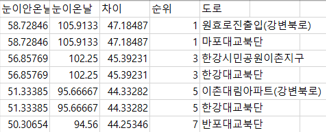 눈이안온날 눈이온날 차이 순위 도로
58.72846 105.9133 47.18487 1 원효로진출입(강변북로)
58.72846 105.9133 47.18487 1 마포대교북단
56.85769 102.25 45.39231 3 한강시민공원이촌지구
56.85769 102.25 45.39231 3 한강대교북단
51.33385 95.66667 44.33282 5 이촌대림아파트(강변북로)
51.33385 95.66667 44.33282 5 한강대교북단
50.30654 94.56 44.25346 7 반포대교북단